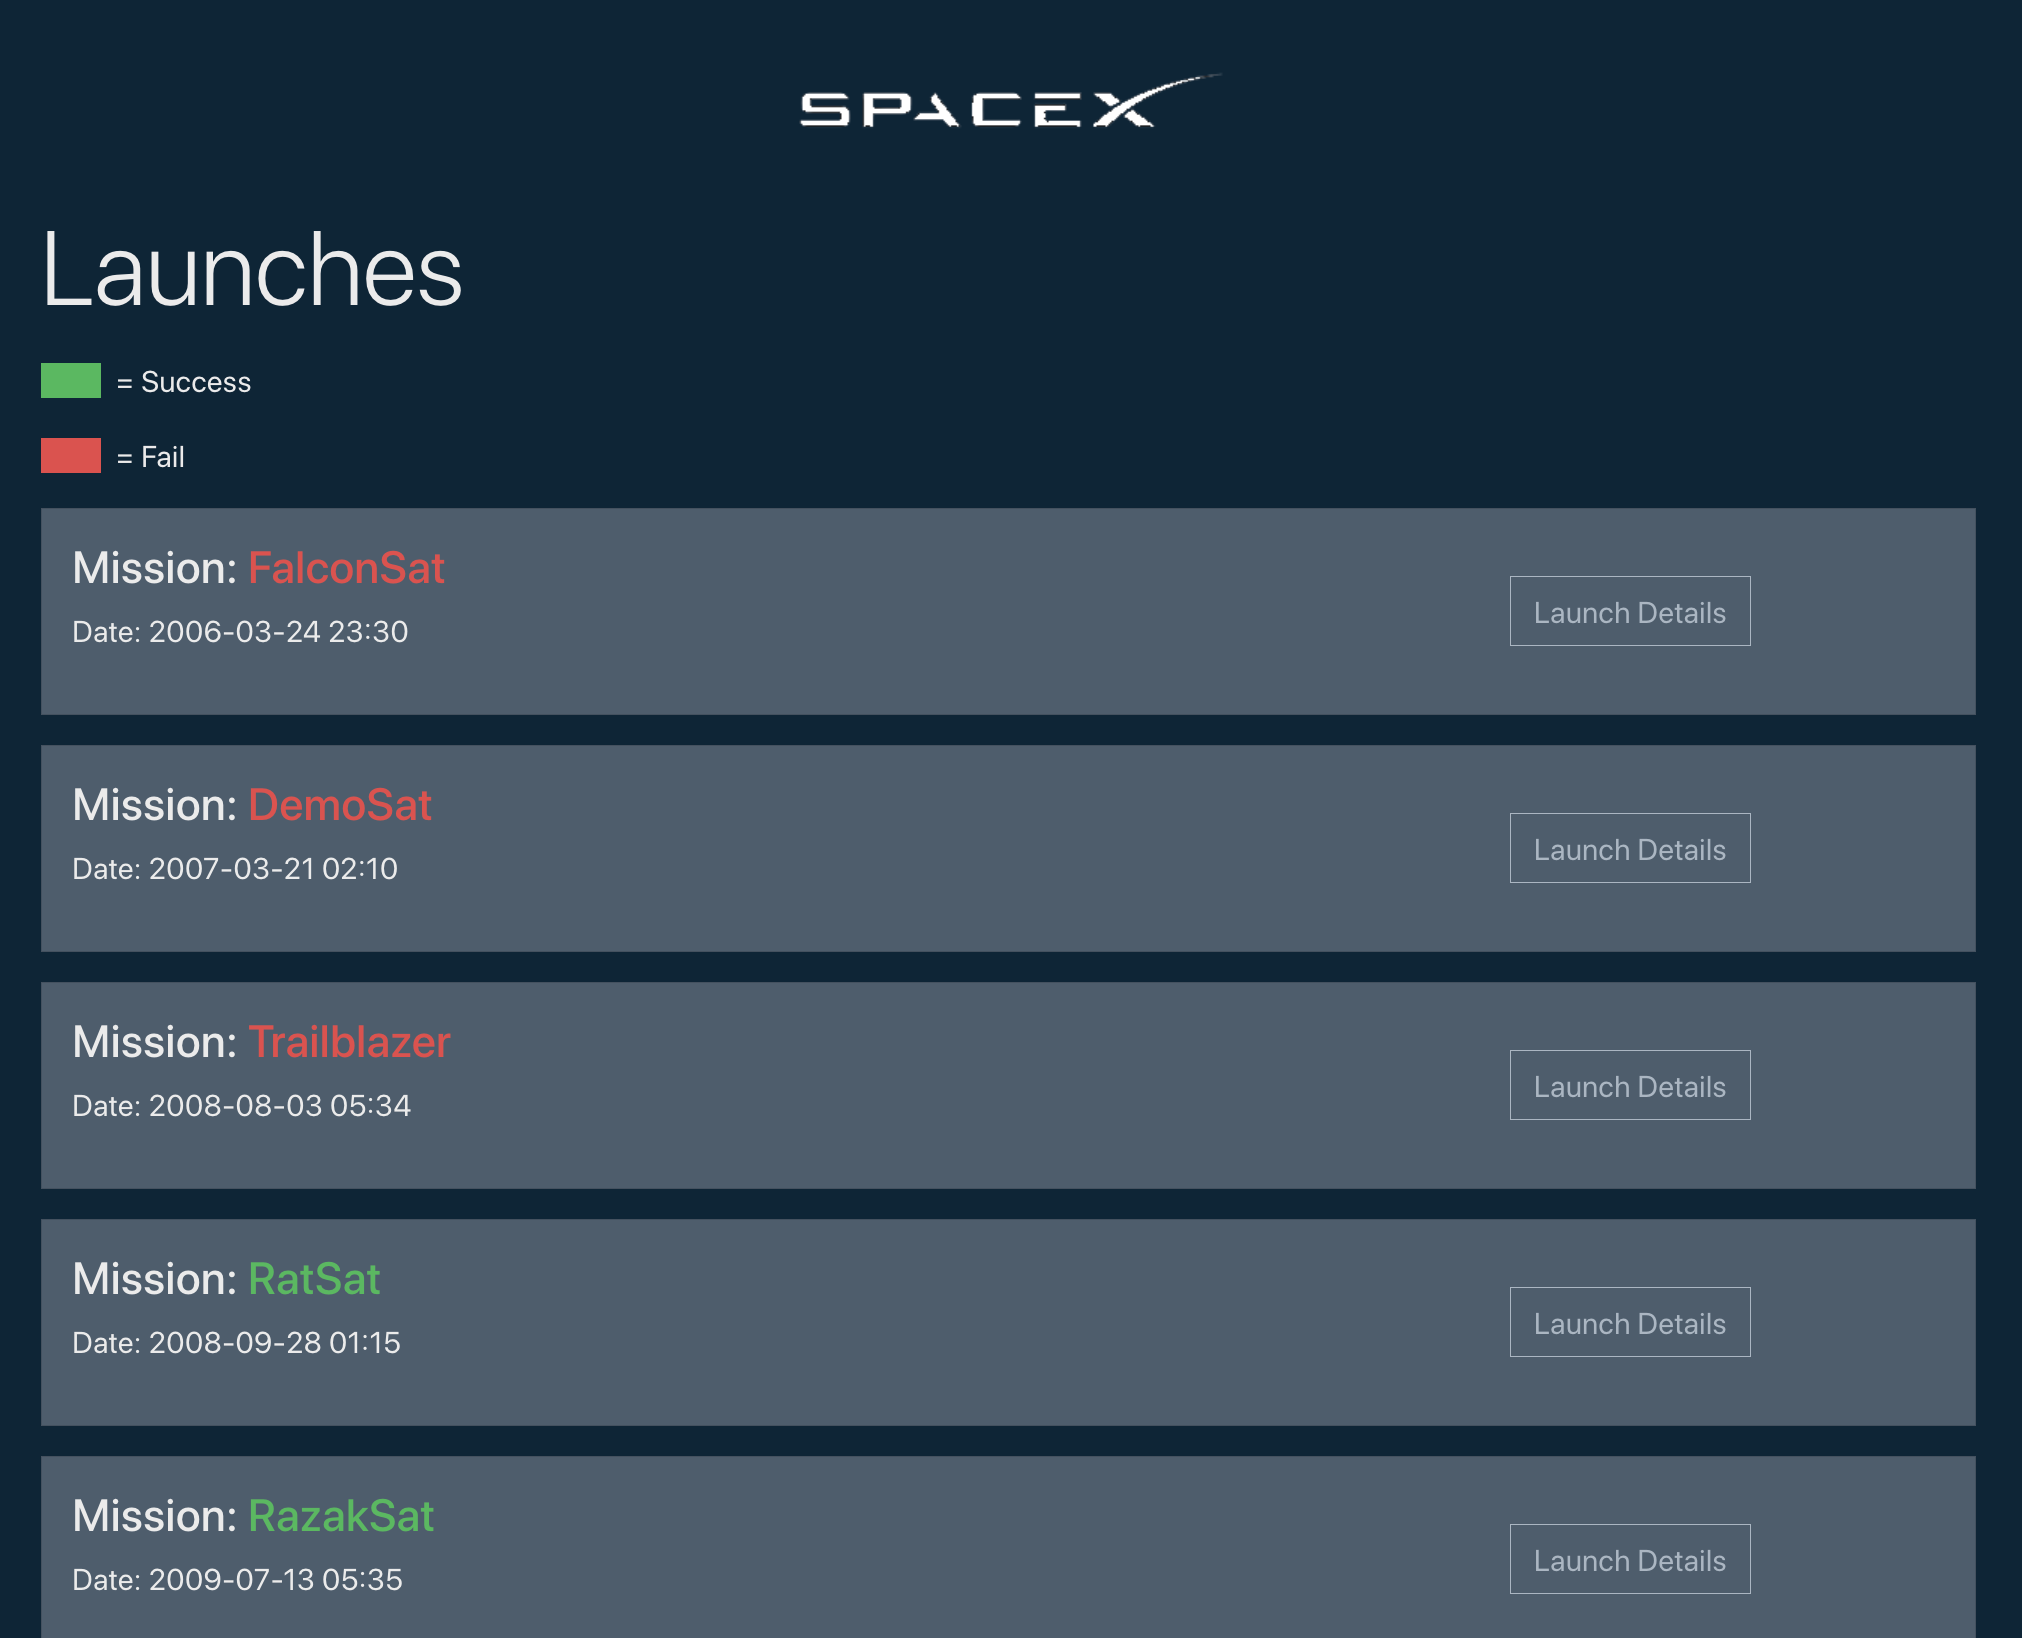 SPACEX
Launches
= Success
= Fail
Mission: FalconSat
Date: 2006-03-24 23:30
Launch Details
Mission: DemoSat
Date: 2007-03-21 02:10
Launch Details
Mission: Trailblazer
Date: 2008-08-03 05:34
Launch Details
Mission: RatSat
Date: 2008-09-28 01:15
Launch Details
Mission: RazakSat
Date: 2009-07-13 05:35
Launch Details